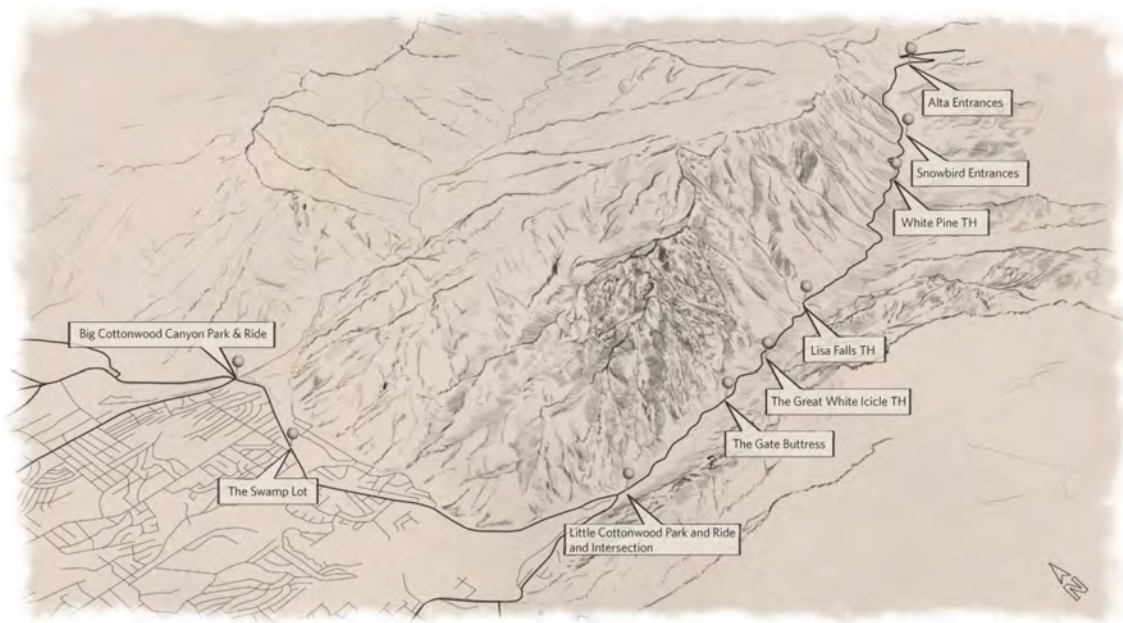 Alta Entrances
Snowbird Entrances
White Pine TH
Big Cottonwood Canyon Park & Ride
Lisa Falls TH
The Great White Icicle TH
The Gate Buttress
The Swamp Lot
Little Cottonwood Park and Ride
and Intersection
N